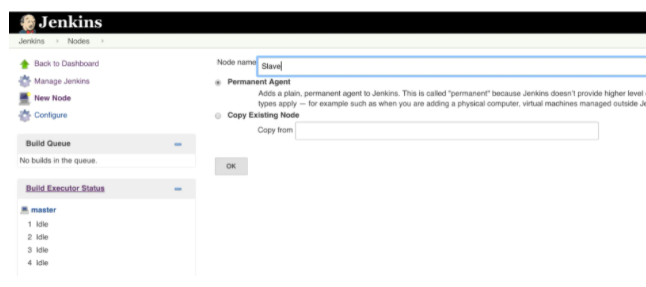 Jenkins
Jenkins > Nodes >
Back to Dashboard
Manage Jenkins
New Node
Configure
Build Queue
No builds in the queue.
Build Executor Status
master
1 Idle
2 Idle
3 Idle
4 Idle
Node name Slave
Permanent Agent
Adds a plain, permanent agent to Jenkins. This is called "permanent" because Jenkins doesn't provide higher level
types apply — for example such as when you are adding a physical computer, virtual machines managed outside Je
Copy Existing Node
Copy from
OK